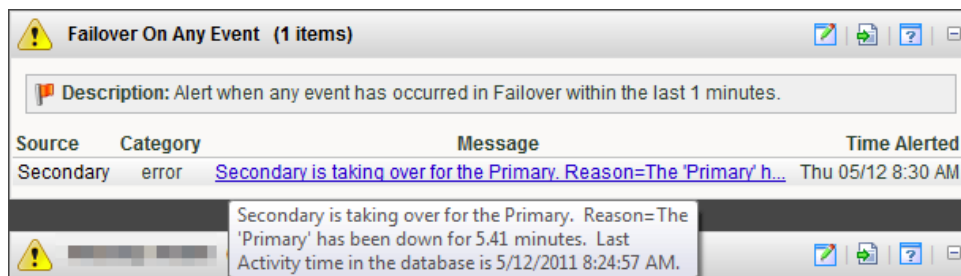 Failover On Any Event (1 items)
Description: Alert when any event has occurred in Failover within the last 1 minutes.
Source Category Message Time Alerted
Secondary error Secondary is taking over for the Primary. Reason=The 'Primary' h... Thu 05/12 8:30 AM
Secondary is taking over for the Primary. Reason=The
'Primary' has been down for 5.41 minutes. Last
Activity time in the database is 5/12/2011 8:24:57 AM.